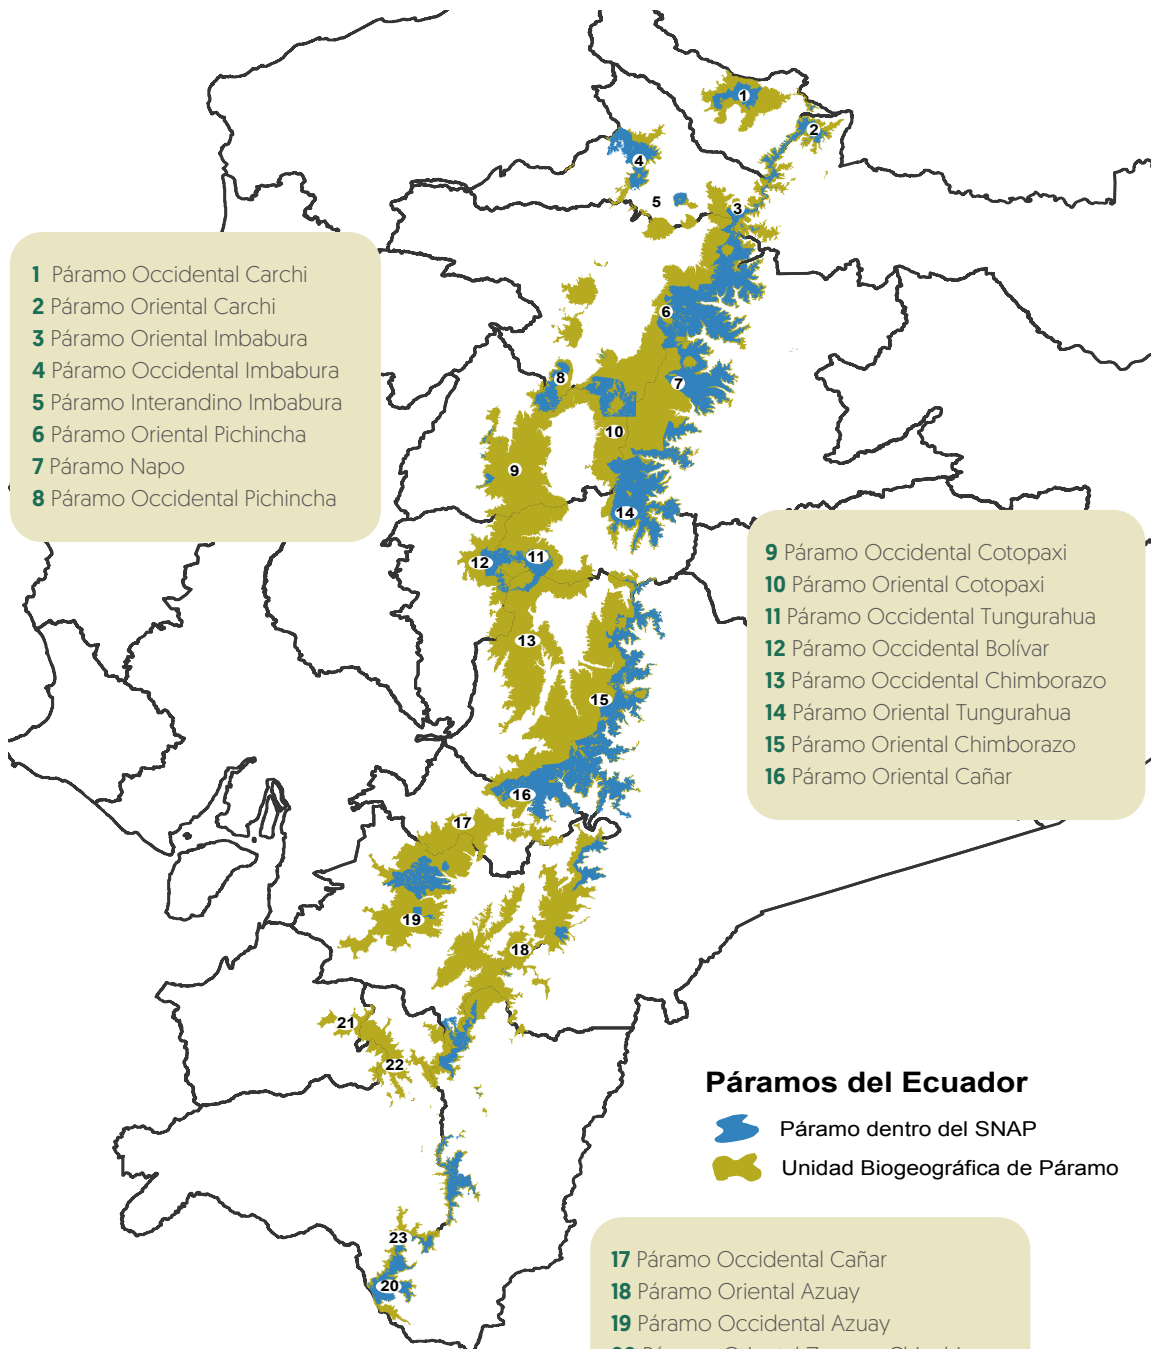 1
2
4
3
5
1 Páramo Occidental Carchi
2 Páramo Oriental Carchi
3 Páramo Oriental Imbabura
4 Páramo Occidental Imbabura
5 Páramo Interandino Imbabura
6 Páramo Oriental Pichincha
7 Páramo Napo
8 Páramo Occidental Pichincha
6
8
7
10
9
14
12
11
13
15
16
9 Páramo Occidental Cotopaxi
10 Páramo Oriental Cotopaxi
11 Páramo Occidental Tungurahua
12 Páramo Occidental Bolívar
13 Páramo Occidental Chimborazo
14 Páramo Oriental Tungurahua
15 Páramo Oriental Chimborazo
16 Páramo Oriental Cañar
17
19
18
21
22
23
20
Páramos del Ecuador
Páramo dentro del SNAP
Unidad Biogeográfica de Páramo
17 Páramo Occidental Cañar
18 Páramo Oriental Azuay
19 Páramo Occidental Azuay